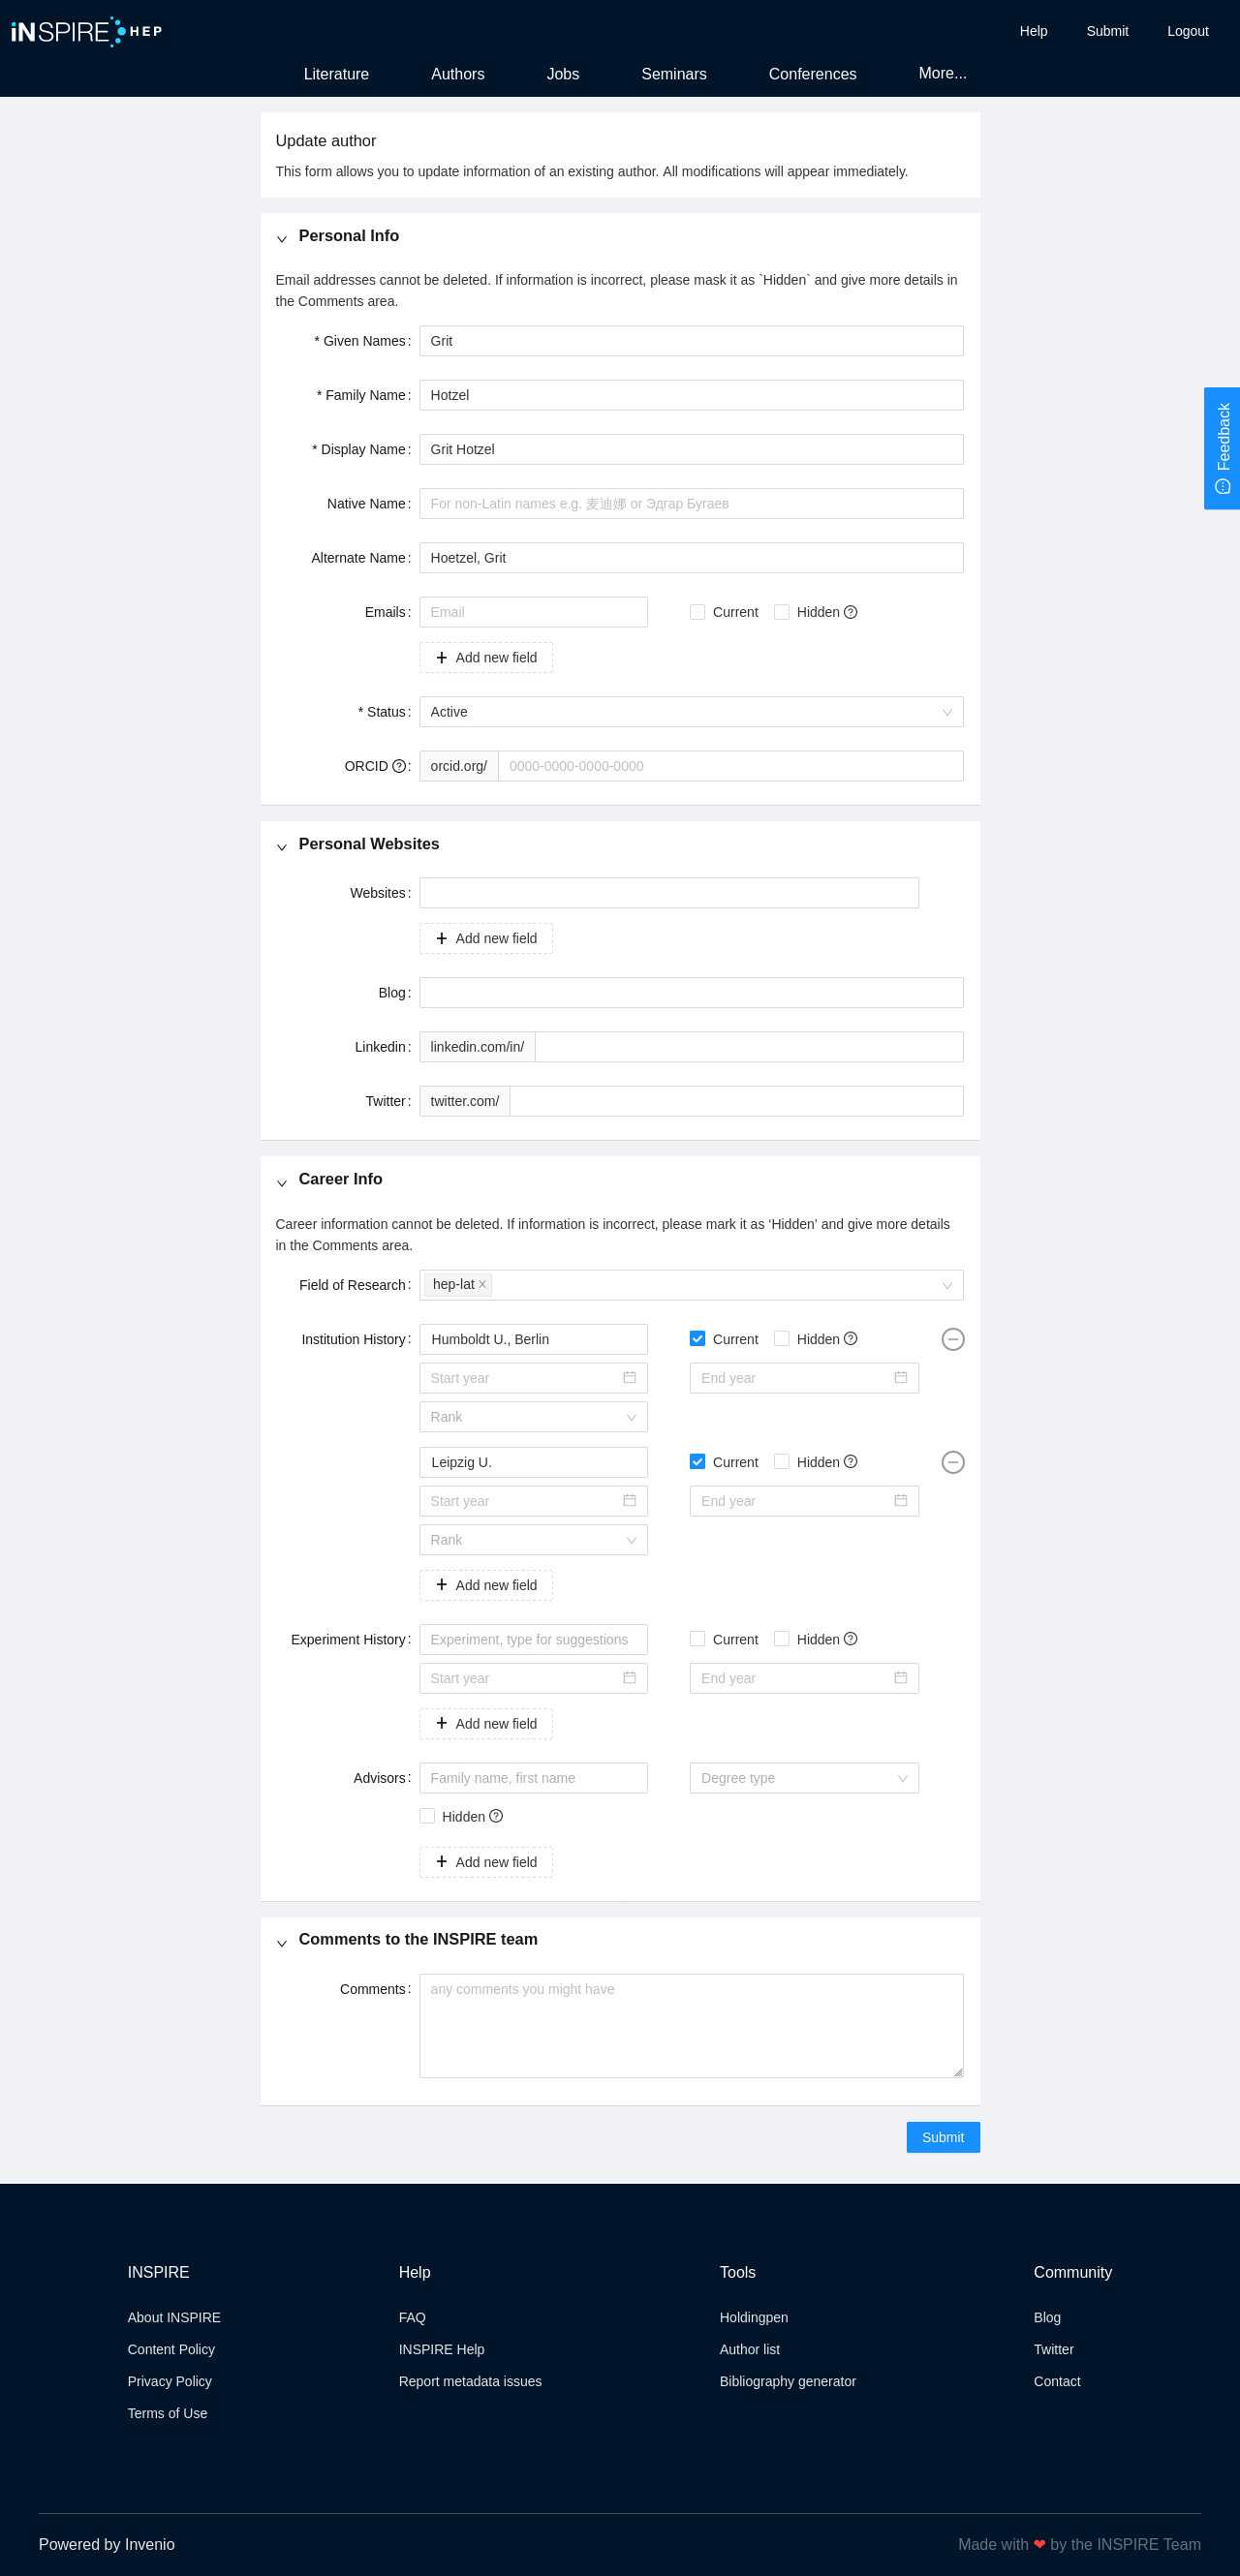 iNSPIRE HEP
Help Submit Logout
Literature Authors Jobs Seminars Conferences More...
Update author
This form allows you to update information of an existing author. All modifications will appear immediately.
Personal Info
Email addresses cannot be deleted. If information is incorrect, please mask it as `Hidden` and give more details in
the Comments area.
* Given Names : Grit
* Family Name : Hotzel
* Display Name : Grit Hotzel
Native Name : For non-Latin names e.g. 麦迪娜 or Эдгар Бугаев
Alternate Name : Hoetzel, Grit
Emails : Email Current Hidden
Add new field
* Status : Active
ORCID : orcid.org/ 0000-0000-0000-0000
Feedback
Personal Websites
Websites :
Add new field
Blog :
Linkedin : linkedin.com/in/
Twitter : twitter.com/
Career Info
Career information cannot be deleted. If information is incorrect, please mark it as ‘Hidden’ and give more details
in the Comments area.
Field of Research : hep-lat
Institution History : Humboldt U., Berlin Current Hidden
Start year End year
Rank
Leipzig U. Current Hidden
Start year End year
Rank
Add new field
Experiment History : Experiment, type for suggestions Current Hidden
Start year End year
Add new field
Advisors : Family name, first name Degree type
Hidden
Add new field
Comments to the INSPIRE team
Comments : any comments you might have
Submit
INSPIRE Help Tools Community
About INSPIRE FAQ Holdingpen Blog
Content Policy INSPIRE Help Author list Twitter
Privacy Policy Report metadata issues Bibliography generator Contact
Terms of Use
Powered by Invenio Made with ❤ by the INSPIRE Team